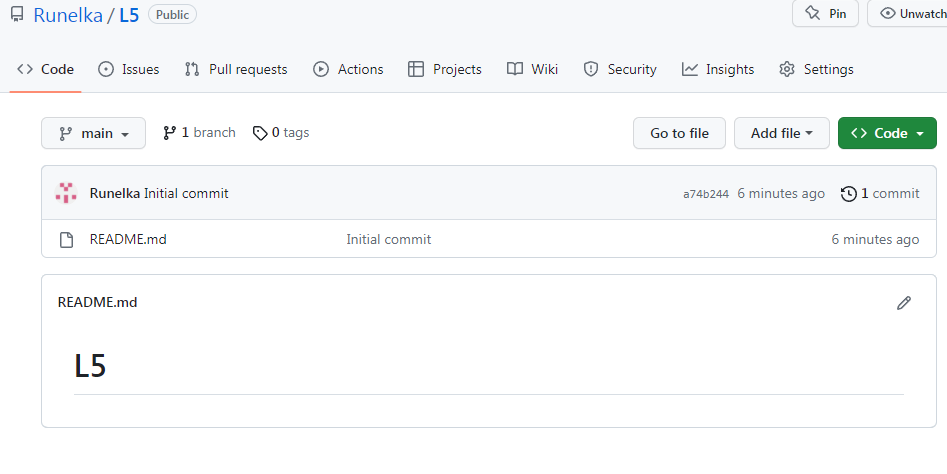 Runelka / L5 Public Pin Unwatch
Code Issues Pull requests Actions Projects Wiki Security Insights Settings
main 1 branch 0 tags Go to file Add file Code
Runelka Initial commit a74b244 6 minutes ago 1 commit
README.md Initial commit 6 minutes ago
README.md
L5